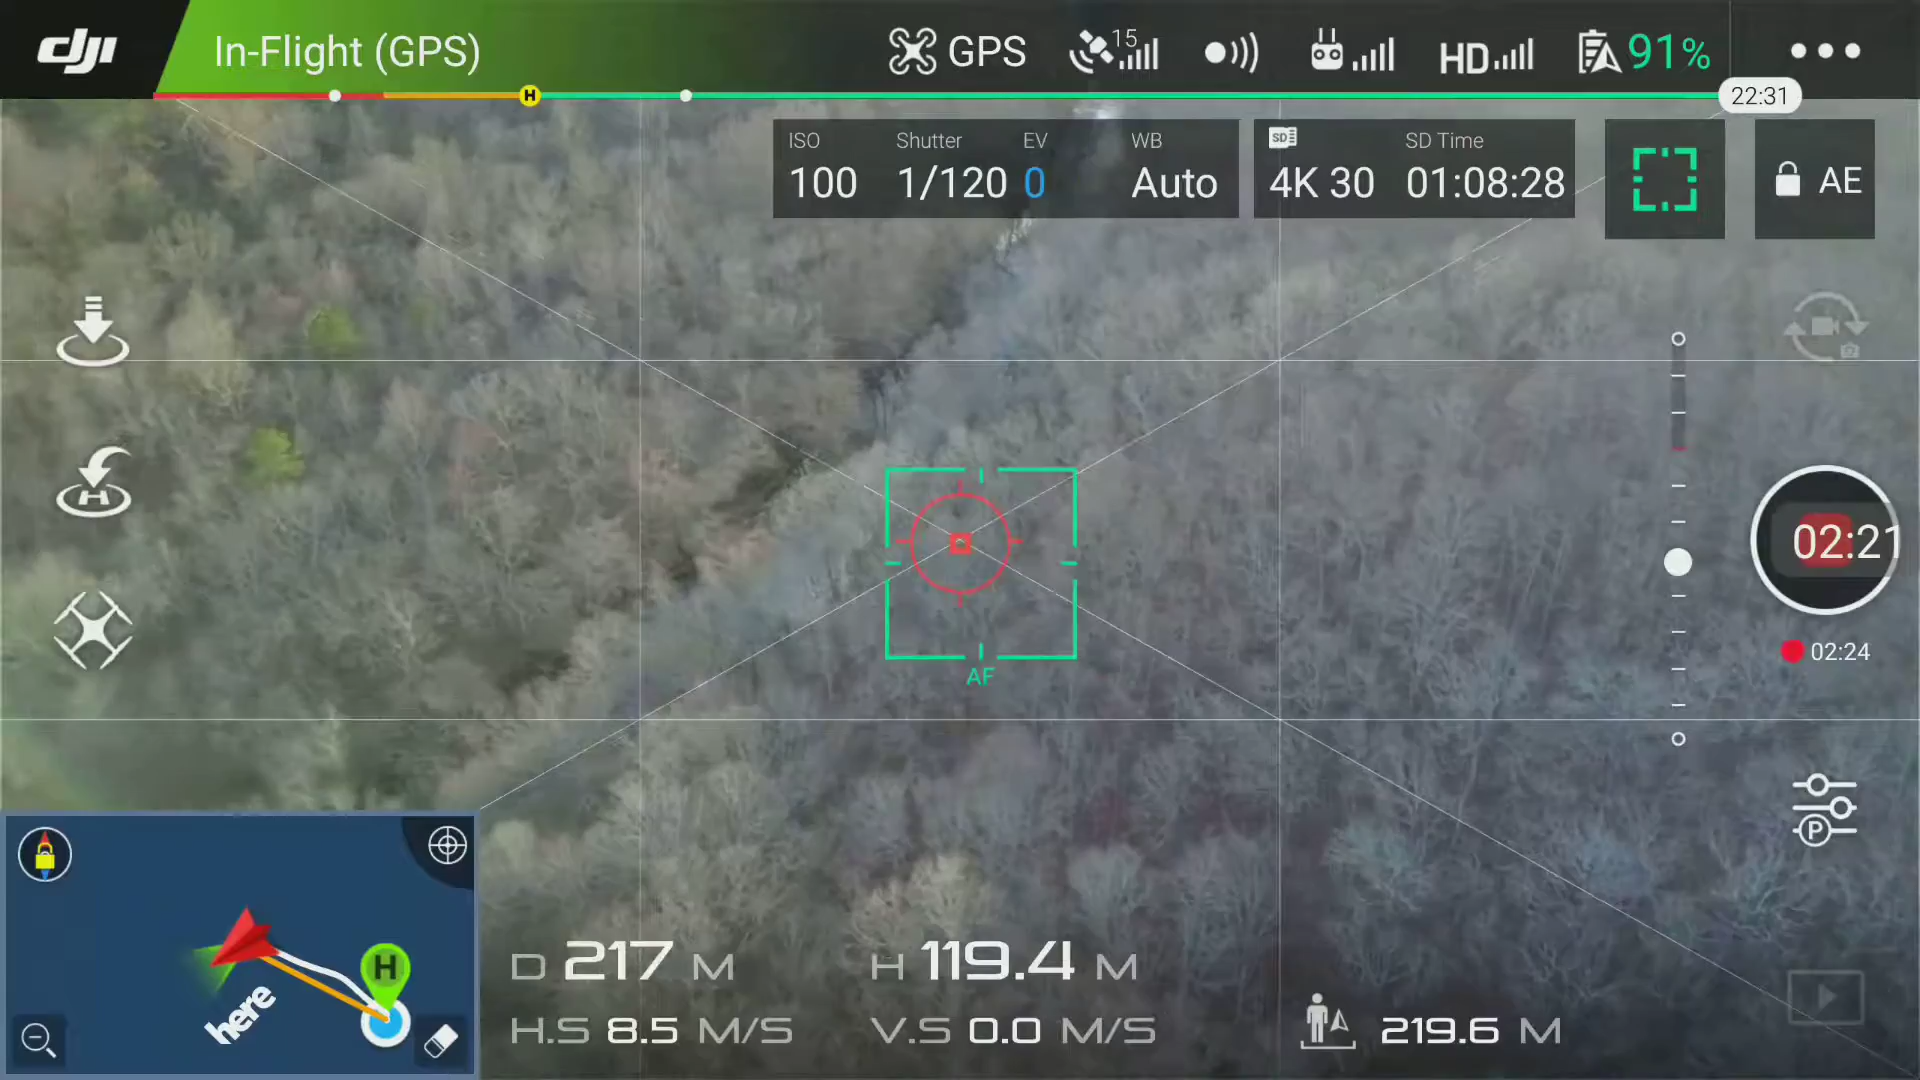 dji In-Flight (GPS) GPS 15 HD 91%
H 22:31
ISO Shutter EV WB SD SD Time
100 1/120 0 Auto 4K 30 01:08:28 AE
H
02:21
02:24
AF
P
H
here
D 217 M H 119.4 M
H.S 8.5 M/S V.S 0.0 M/S 219.6 M